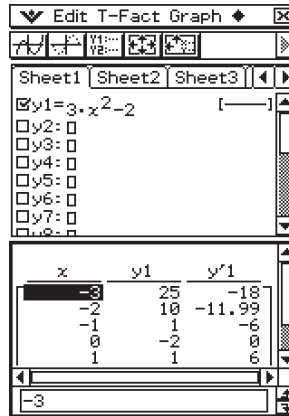 Edit T-Fact Graph
Sheet1 Sheet2 Sheet3
y1=3·x²-2 [—]
y2:
y3:
y4:
y5:
y6:
y7:
y8:
x y1 y'1
-3 25 -18
-2 10 -11.99
-1 1 -6
0 -2 0
1 1 6
-3